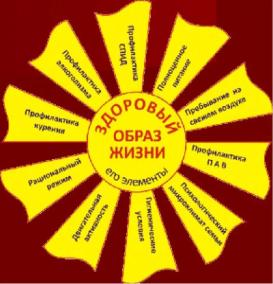 ЗДОРОВЫЙ
ОБРАЗ
ЖИЗНИ
его элементы
Профилактика
СПИД
Полноценное
питание
Пребывание на
свежем воздухе
Профилактика
П А В
Психологический
микроклимат семьи
Гигиенические
условия
Двигательная
активность
Рациональный
режим
Профилактика
курения
Профилактика
алкоголизма